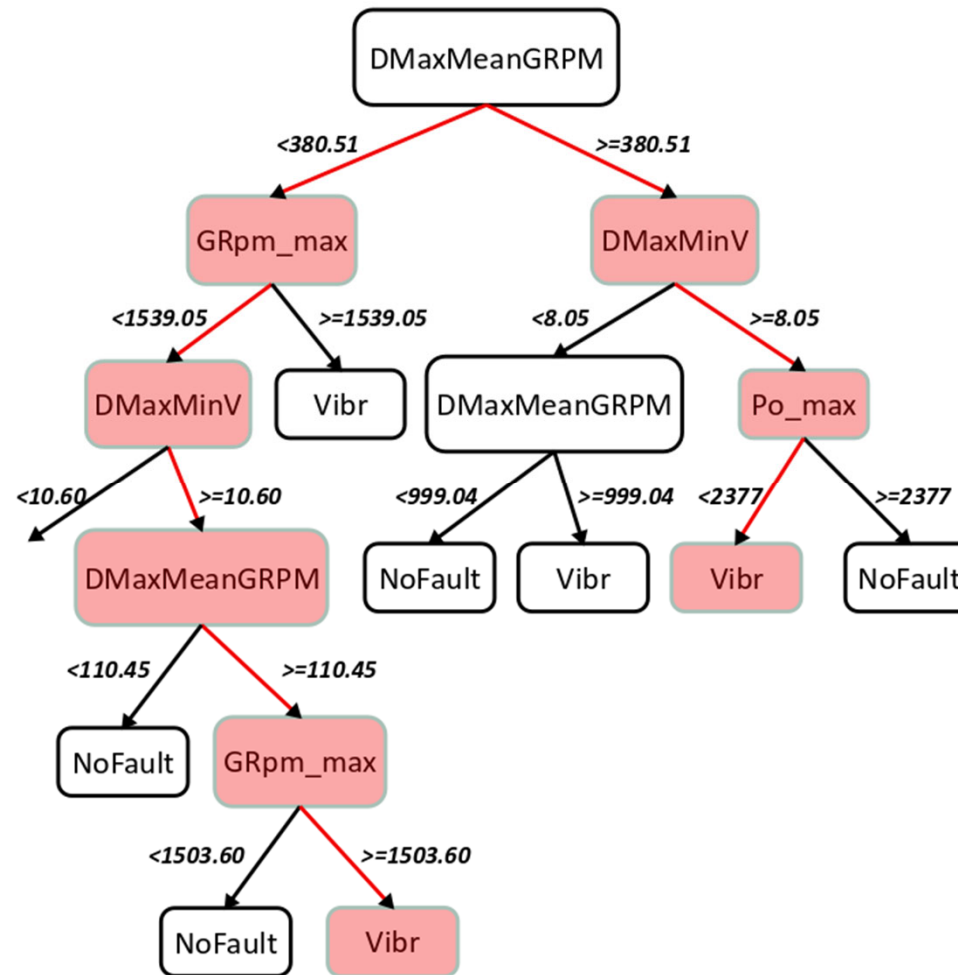 DMaxMeanGRPM
<380.51
>=380.51
GRpm_max
DMaxMinV
<1539.05
>=1539.05
<8.05
>=8.05
DMaxMinV
Vibr
DMaxMeanGRPM
Po_max
<10.60
>=10.60
<999.04
>=999.04
<2377
>=2377
DMaxMeanGRPM
NoFault
Vibr
Vibr
NoFault
<110.45
>=110.45
NoFault
GRpm_max
<1503.60
>=1503.60
NoFault
Vibr